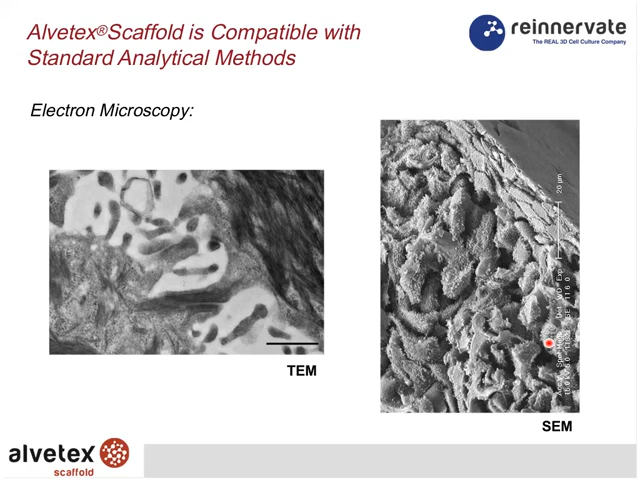 Alvetex®Scaffold is Compatible with
Standard Analytical Methods
reinnervate
The REAL 3D Cell Culture Company
Electron Microscopy:
20 µm
TEM
SEM
alvetex
scaffold